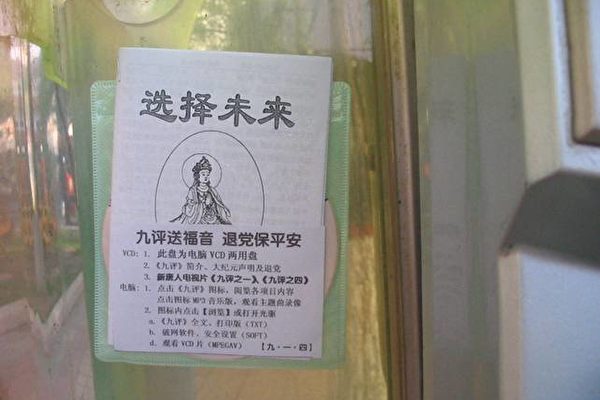 选择未来
九评送福音 退党保平安
VCD: 1. 此盘为电脑 VCD 两用盘
2.《九评》简介、大纪元声明及退党
3. 新唐人电视片《九评之一》、《九评之四》
电脑: 1. 点击《九评》图标，阅览各项目内容
点击图标 MP3 音乐版，观看主题曲录像
2. 图标内点击【浏览】或打开光驱
a.《九评》全文、打印版（TXT）
b. 破网软件、安全设置（SOFT）
d. 观看 VCD 片（MPEGAV）
【九·一·四】